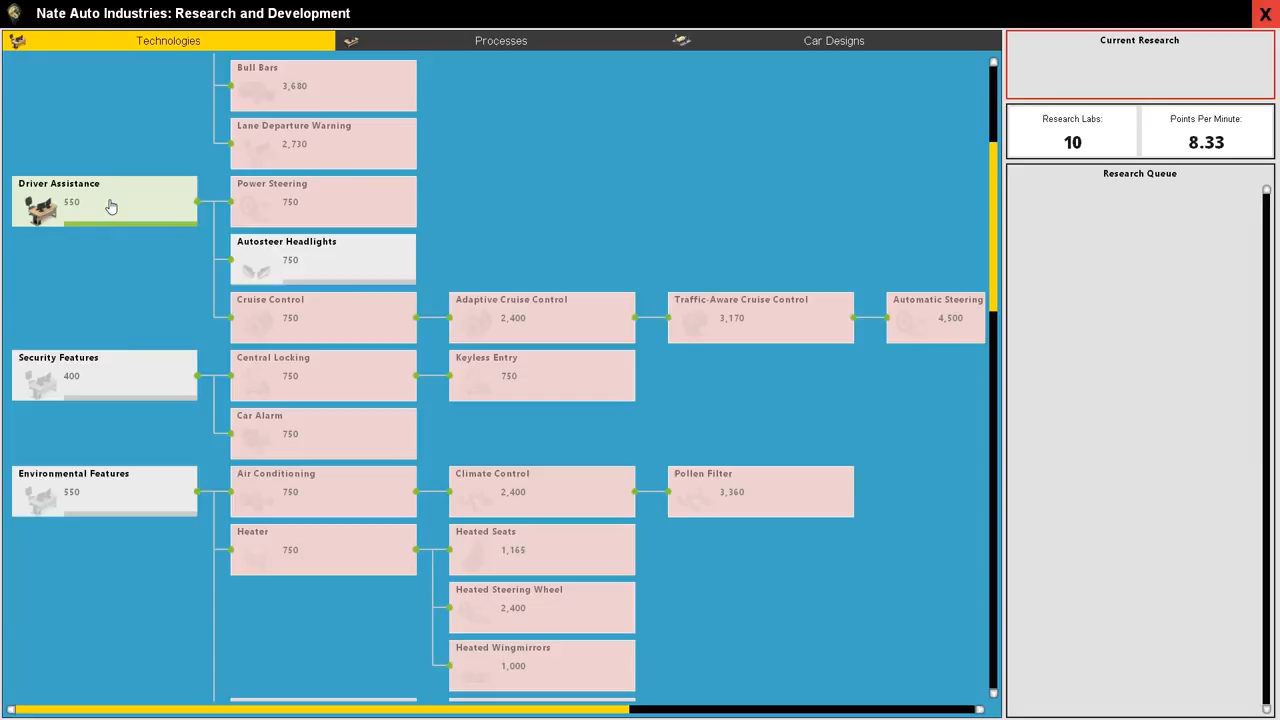 Nate Auto Industries: Research and Development
X
Technologies
Processes
Car Designs
Current Research
Research Labs:
10
Points Per Minute:
8.33
Research Queue
Bull Bars
3,680
Lane Departure Warning
2,730
Driver Assistance
550
Power Steering
750
Autosteer Headlights
750
Cruise Control
750
Adaptive Cruise Control
2,400
Traffic-Aware Cruise Control
3,170
Automatic Steering
4,500
Security Features
400
Central Locking
750
Keyless Entry
750
Car Alarm
750
Environmental Features
550
Air Conditioning
750
Climate Control
2,400
Pollen Filter
3,360
Heater
750
Heated Seats
1,165
Heated Steering Wheel
2,400
Heated Wingmirrors
1,000